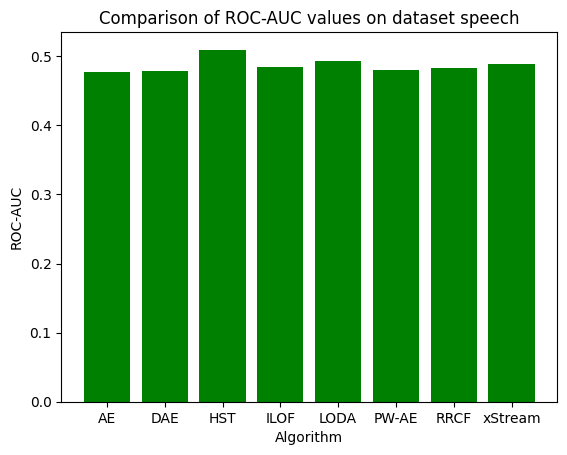 Comparison of ROC-AUC values on dataset speech
ROC-AUC
0.5
0.4
0.3
0.2
0.1
0.0
AE DAE HST ILOF LODA PW-AE RRCF xStream
Algorithm